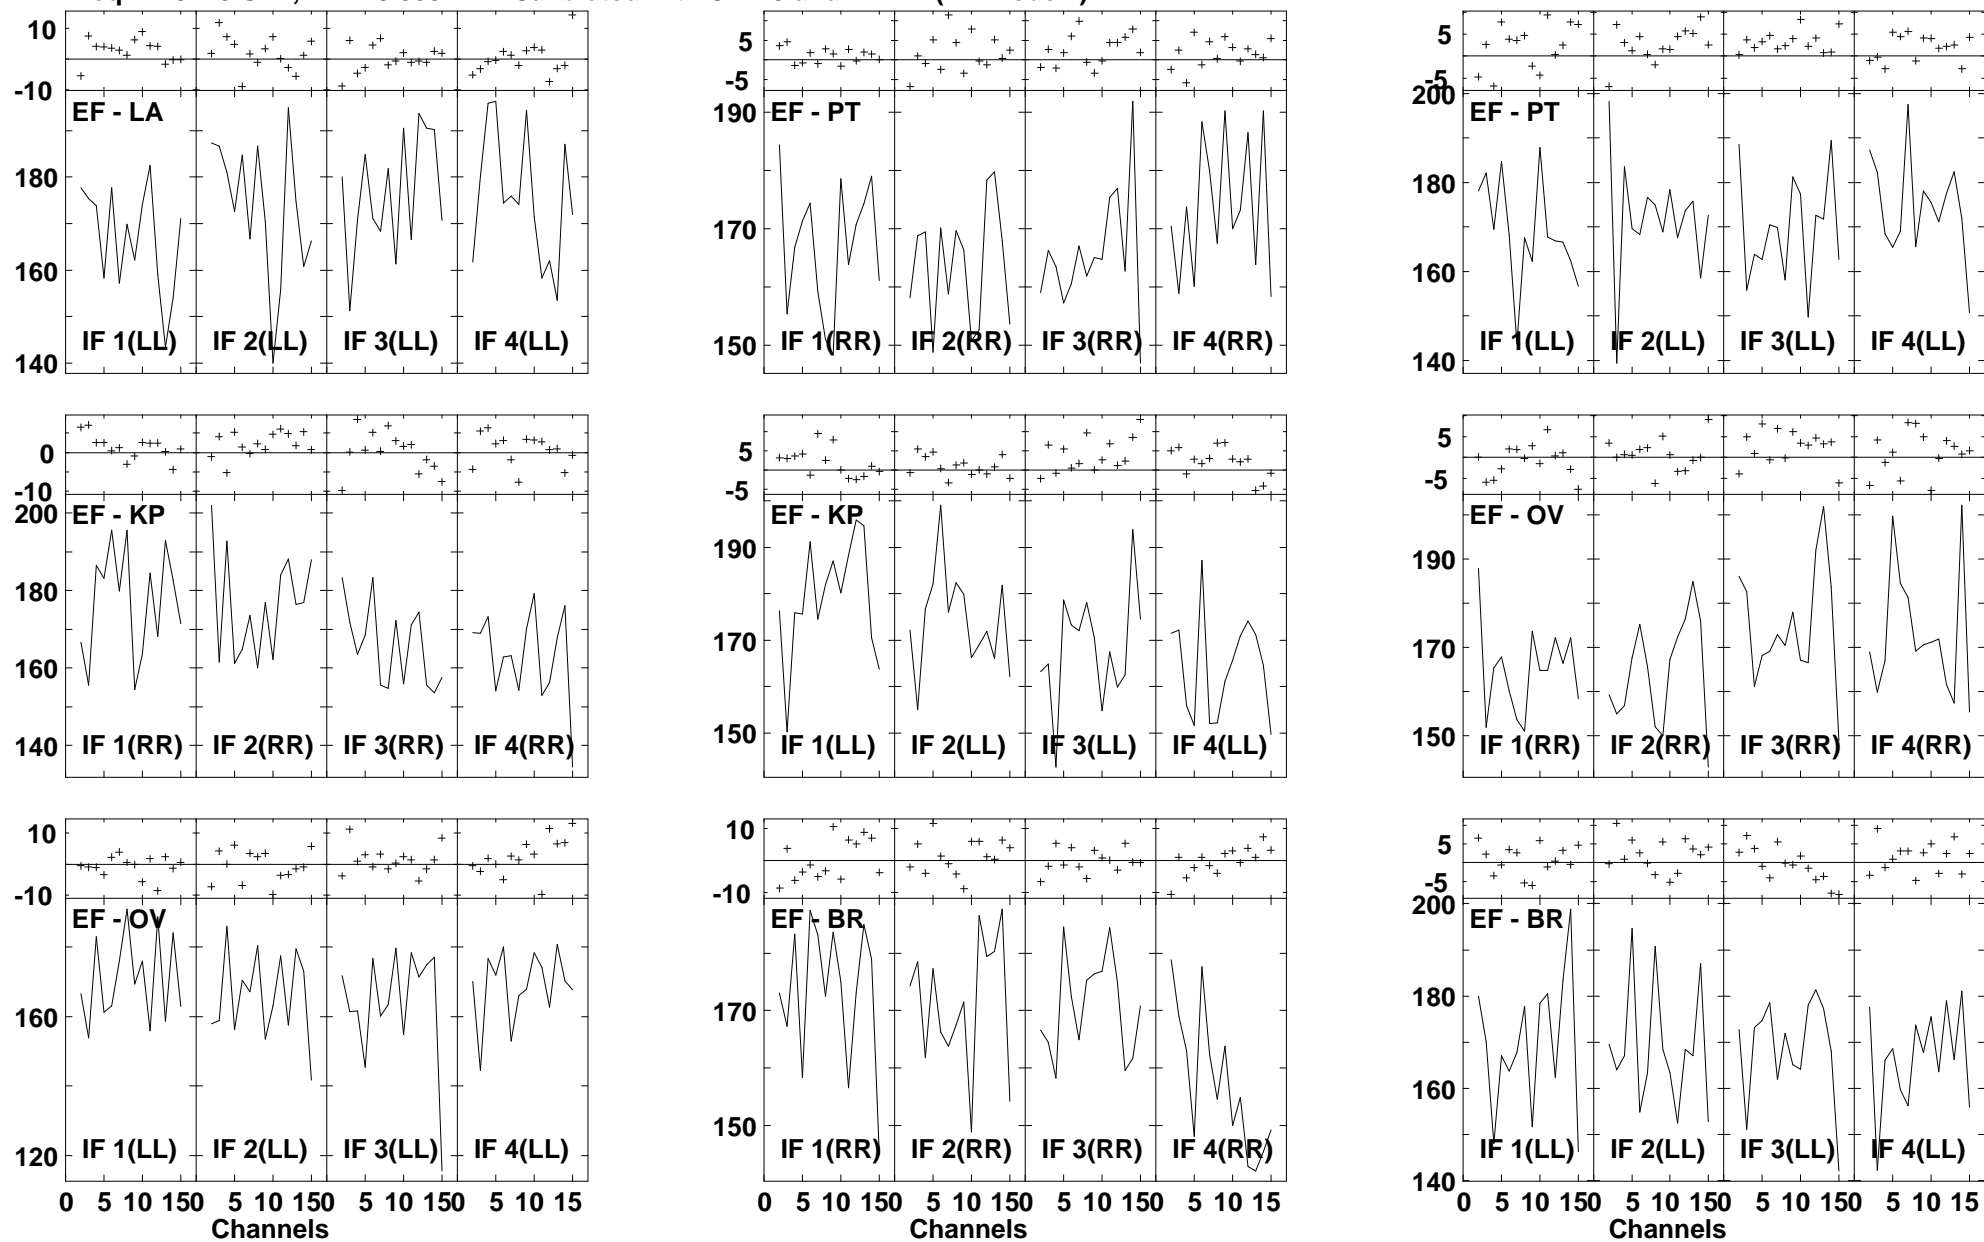 10
-10
EF - LA
180
160
140
IF 1(LL) IF 2(LL) IF 3(LL) IF 4(LL)
5
-5
190
EF - PT
170
150
IF 1(RR) IF 2(RR) IF 3(RR) IF 4(RR)
5
-5
200
EF - PT
180
160
140
IF 1(LL) IF 2(LL) IF 3(LL) IF 4(LL)
0
-10
200
EF - KP
180
160
140
IF 1(RR) IF 2(RR) IF 3(RR) IF 4(RR)
5
-5
EF - KP
190
170
150
IF 1(LL) IF 2(LL) IF 3(LL) IF 4(LL)
5
-5
EF - OV
190
170
150
IF 1(RR) IF 2(RR) IF 3(RR) IF 4(RR)
10
-10
EF - OV
160
120
IF 1(LL) IF 2(LL) IF 3(LL) IF 4(LL)
0 5 10 150 5 10 150 5 10 150 5 10 15
Channels
10
-10
EF - BR
170
150
IF 1(RR) IF 2(RR) IF 3(RR) IF 4(RR)
0 5 10 150 5 10 150 5 10 150 5 10 15
Channels
5
-5
200
EF - BR
180
160
140
IF 1(LL) IF 2(LL) IF 3(LL) IF 4(LL)
0 5 10 150 5 10 150 5 10 150 5 10 15
Channels